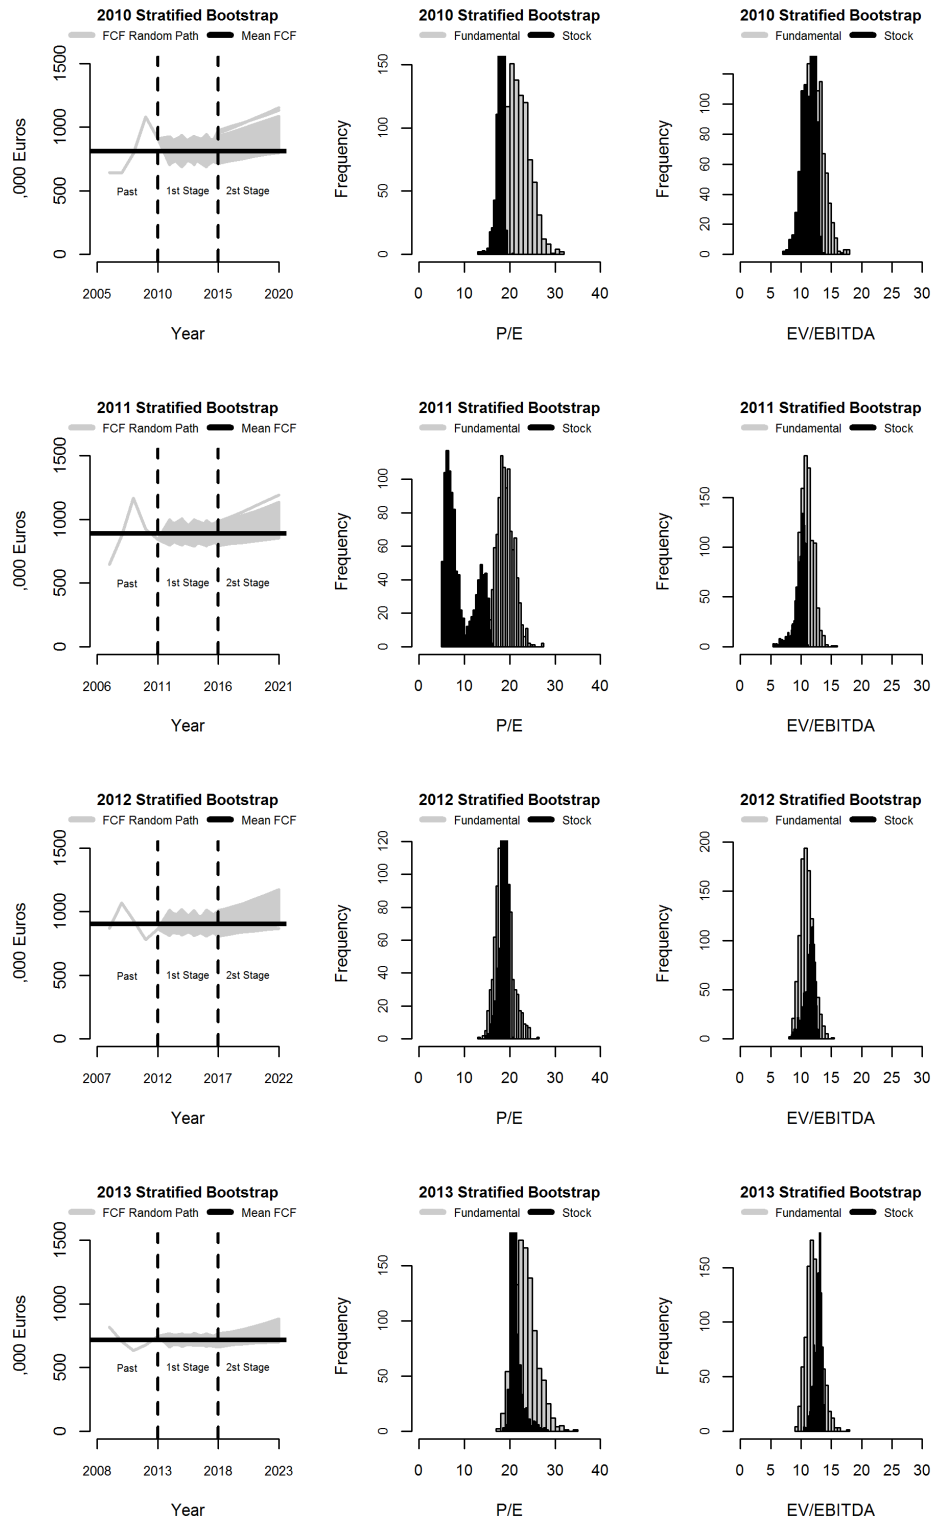 2010 Stratified Bootstrap
FCF Random Path Mean FCF
,000 Euros
1500
1000
500
0
Past 1st Stage 2st Stage
2005 2010 2015 2020
Year
2010 Stratified Bootstrap
Fundamental Stock
Frequency
150
100
50
0
0 10 20 30 40
P/E
2010 Stratified Bootstrap
Fundamental Stock
Frequency
100
80
60
40
20
0
0 5 10 15 20 25 30
EV/EBITDA
2011 Stratified Bootstrap
FCF Random Path Mean FCF
,000 Euros
1500
1000
500
0
Past 1st Stage 2st Stage
2006 2011 2016 2021
Year
2011 Stratified Bootstrap
Fundamental Stock
Frequency
100
80
60
40
20
0
0 10 20 30 40
P/E
2011 Stratified Bootstrap
Fundamental Stock
Frequency
150
100
50
0
0 5 10 15 20 25 30
EV/EBITDA
2012 Stratified Bootstrap
FCF Random Path Mean FCF
,000 Euros
1500
1000
500
0
Past 1st Stage 2st Stage
2007 2012 2017 2022
Year
2012 Stratified Bootstrap
Fundamental Stock
Frequency
120
100
80
60
40
20
0
0 10 20 30 40
P/E
2012 Stratified Bootstrap
Fundamental Stock
Frequency
200
150
100
50
0
0 5 10 15 20 25 30
EV/EBITDA
2013 Stratified Bootstrap
FCF Random Path Mean FCF
,000 Euros
1500
1000
500
0
Past 1st Stage 2st Stage
2008 2013 2018 2023
Year
2013 Stratified Bootstrap
Fundamental Stock
Frequency
150
100
50
0
0 10 20 30 40
P/E
2013 Stratified Bootstrap
Fundamental Stock
Frequency
150
100
50
0
0 5 10 15 20 25 30
EV/EBITDA